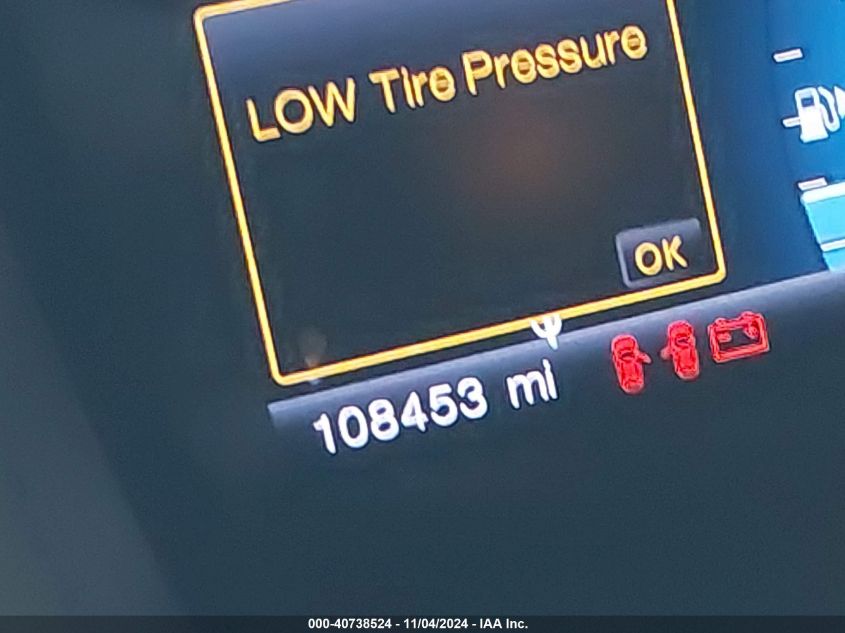 LOW Tire Pressure
OK
108453 mi
000-40738524 - 11/04/2024 - IAA Inc.